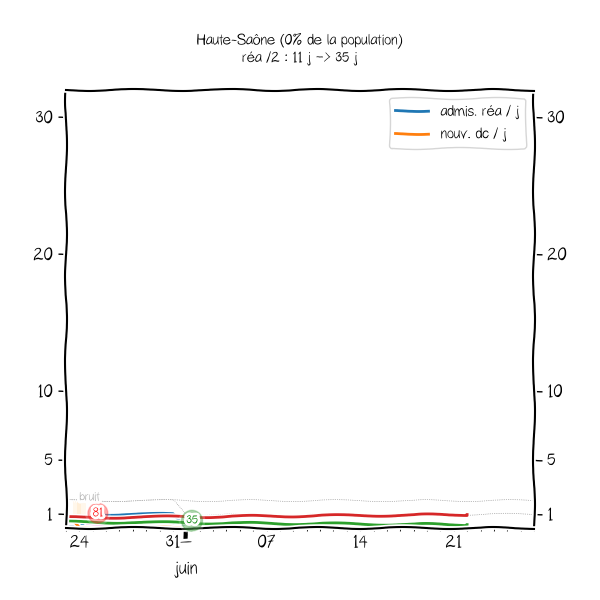 Haute-Saône (0% de la population)
réa /2 : 11 j -> 35 j
admis. réa / j
nouv. dc / j
30
30
20
20
10
10
5
5
bruit
81
35
1
1
24
31
07
14
21
juin